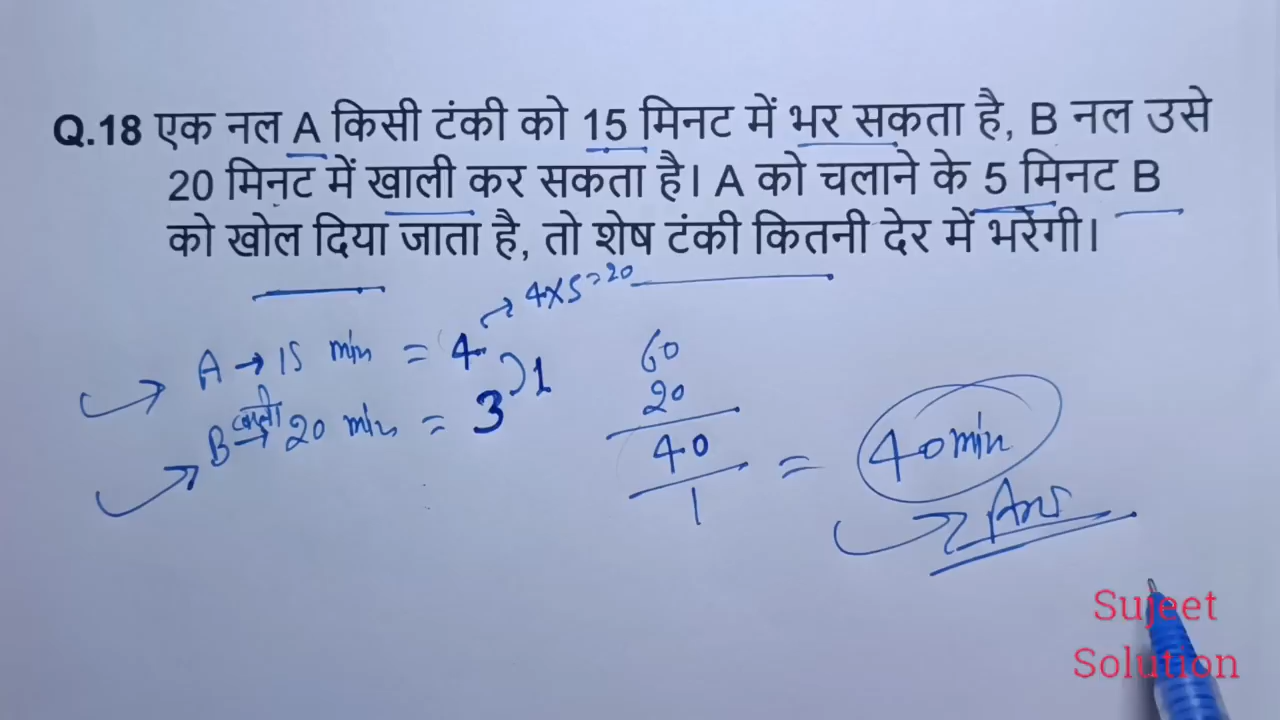 Q.18 एक नल A किसी टंकी को 15 मिनट में भर सकता है, B नल उसे
20 मिनट में खाली कर सकता है। A को चलाने के 5 मिनट B
को खोल दिया जाता है, तो शेष टंकी कितनी देर में भरेगी।
4×5=20
A → 15 min = 4
1
B खाली → 20 min = 3
60
20
40
1
= 40 min
Ans
Sujeet
Solution